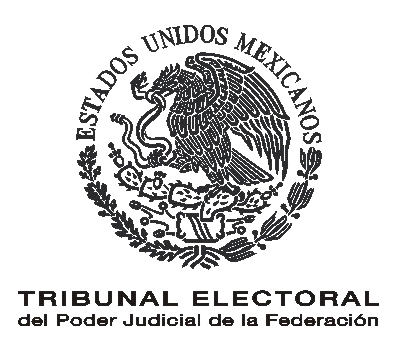 ESTADOS UNIDOS MEXICANOS
TRIBUNAL ELECTORAL
del Poder Judicial de la Federación